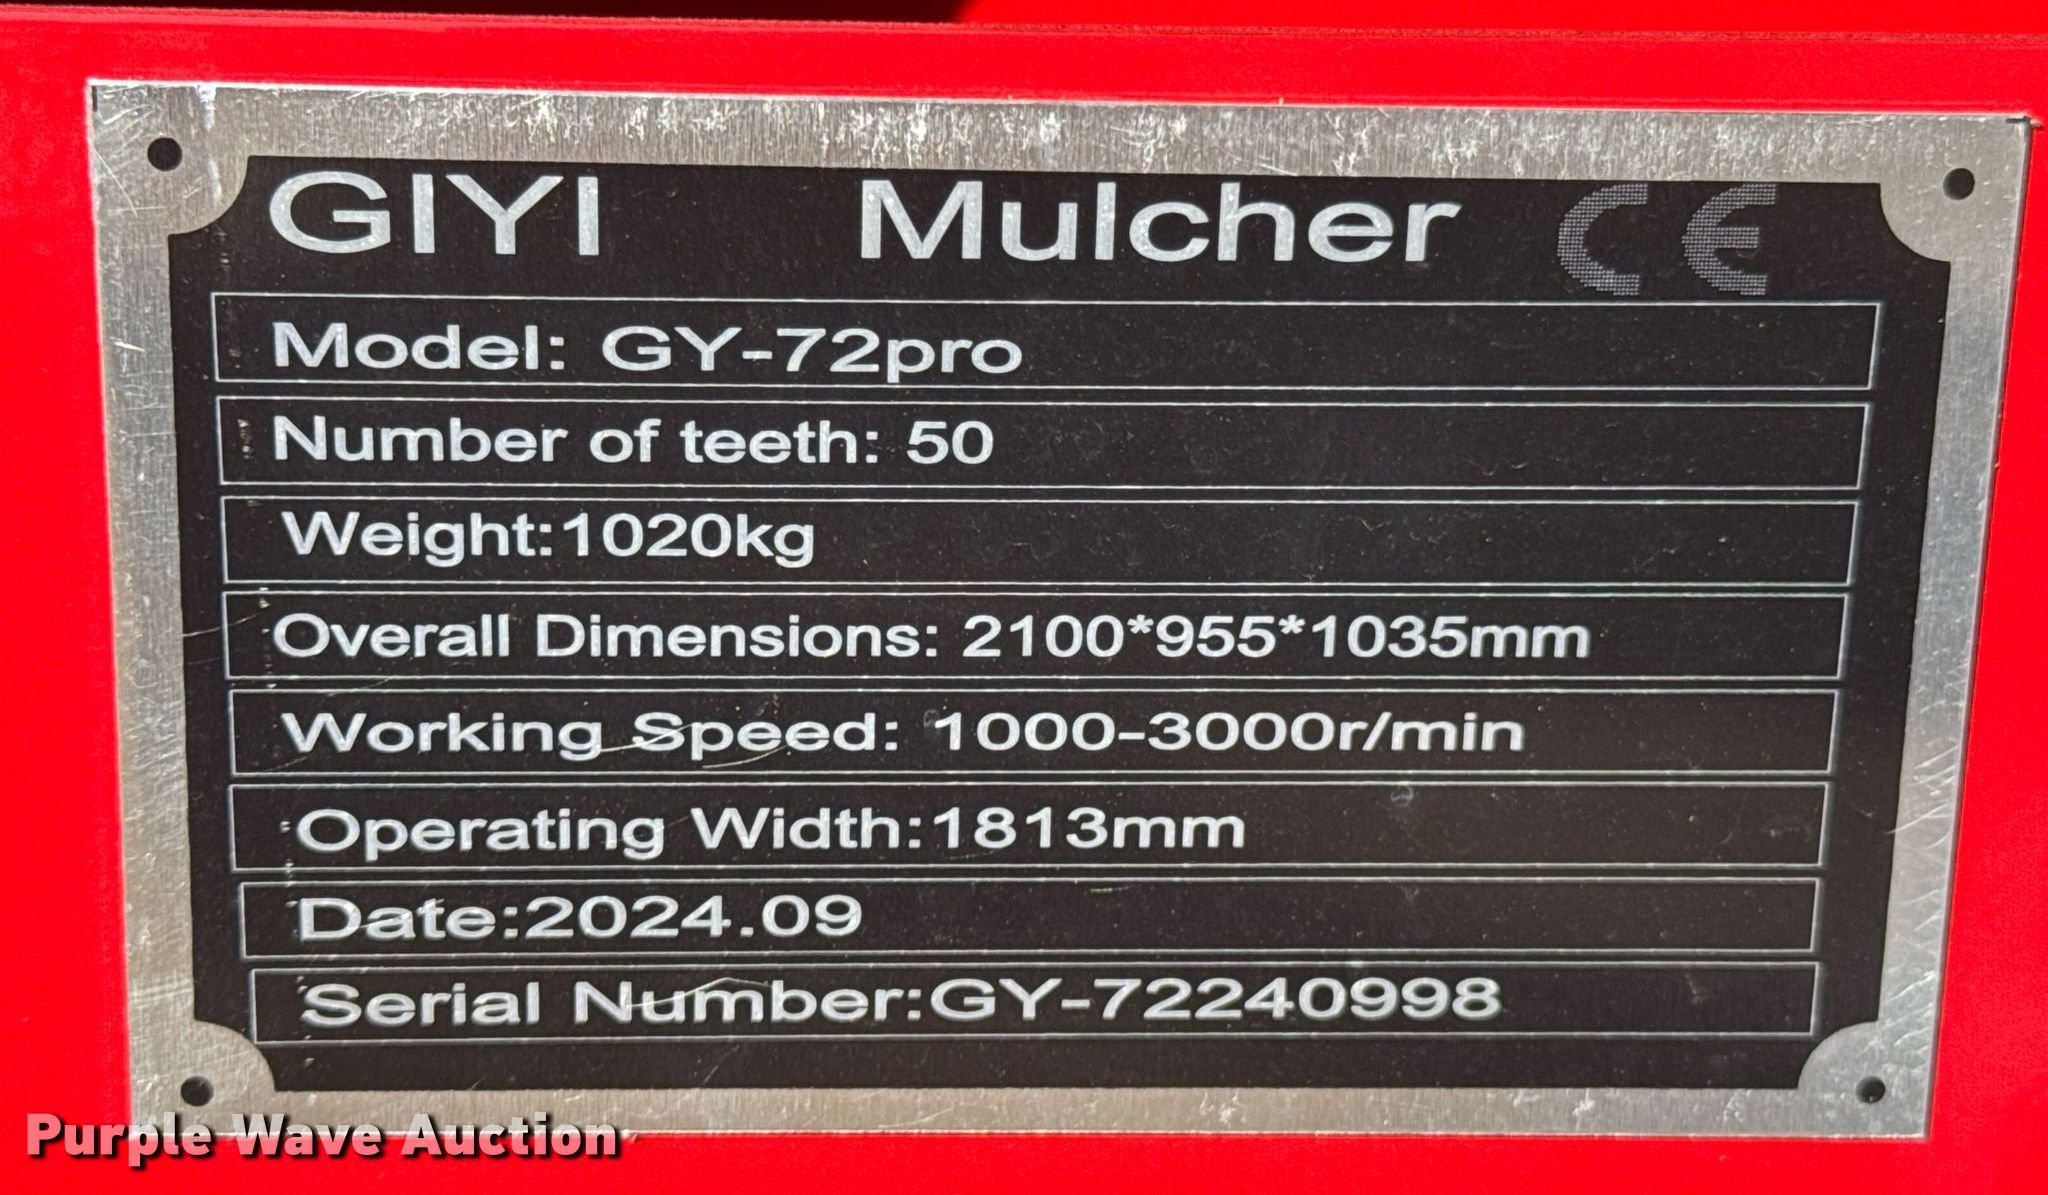 GIYI Mulcher CE
Model: GY-72pro
Number of teeth: 50
Weight:1020kg
Overall Dimensions: 2100*955*1035mm
Working Speed: 1000-3000r/min
Operating Width:1813mm
Date:2024.09
Serial Number:GY-72240998
Purple Wave Auction